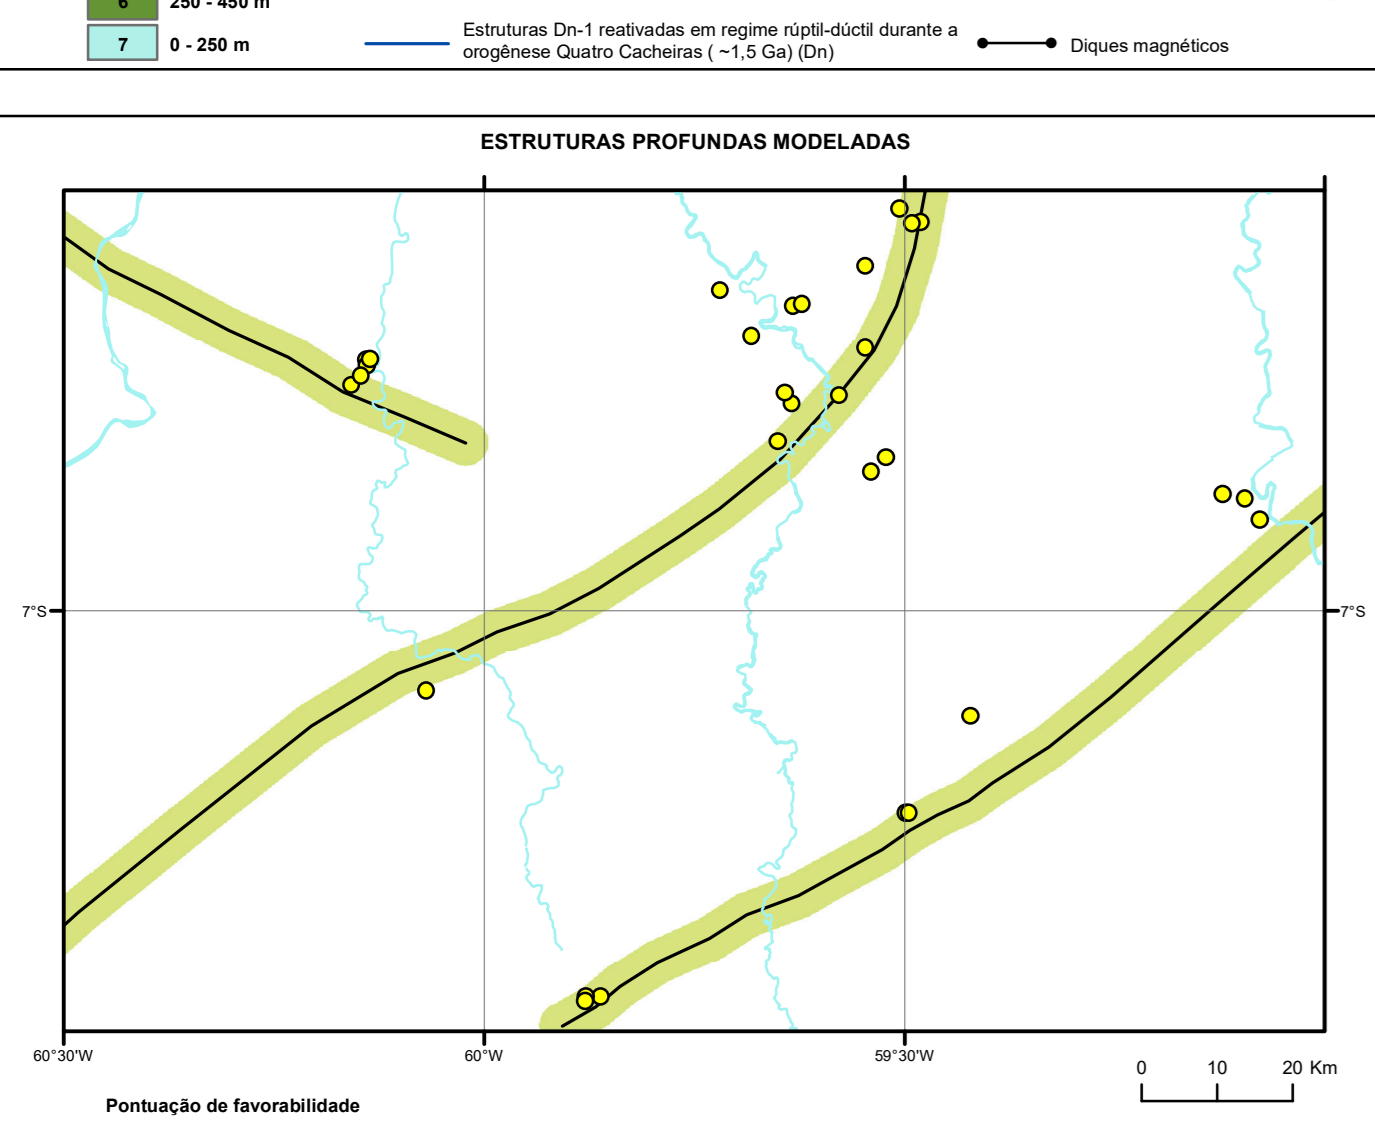 6 250 - 450 m
7 0 - 250 m
Estruturas Dn-1 reativadas em regime rúptil-dúctil durante a
orogênese Quatro Cacheiras ( ~1,5 Ga) (Dn)
Diques magnéticos
ESTRUTURAS PROFUNDAS MODELADAS
7°S
7°S
60°30'W
60°W
59°30'W
0 10 20 Km
Pontuação de favorabilidade